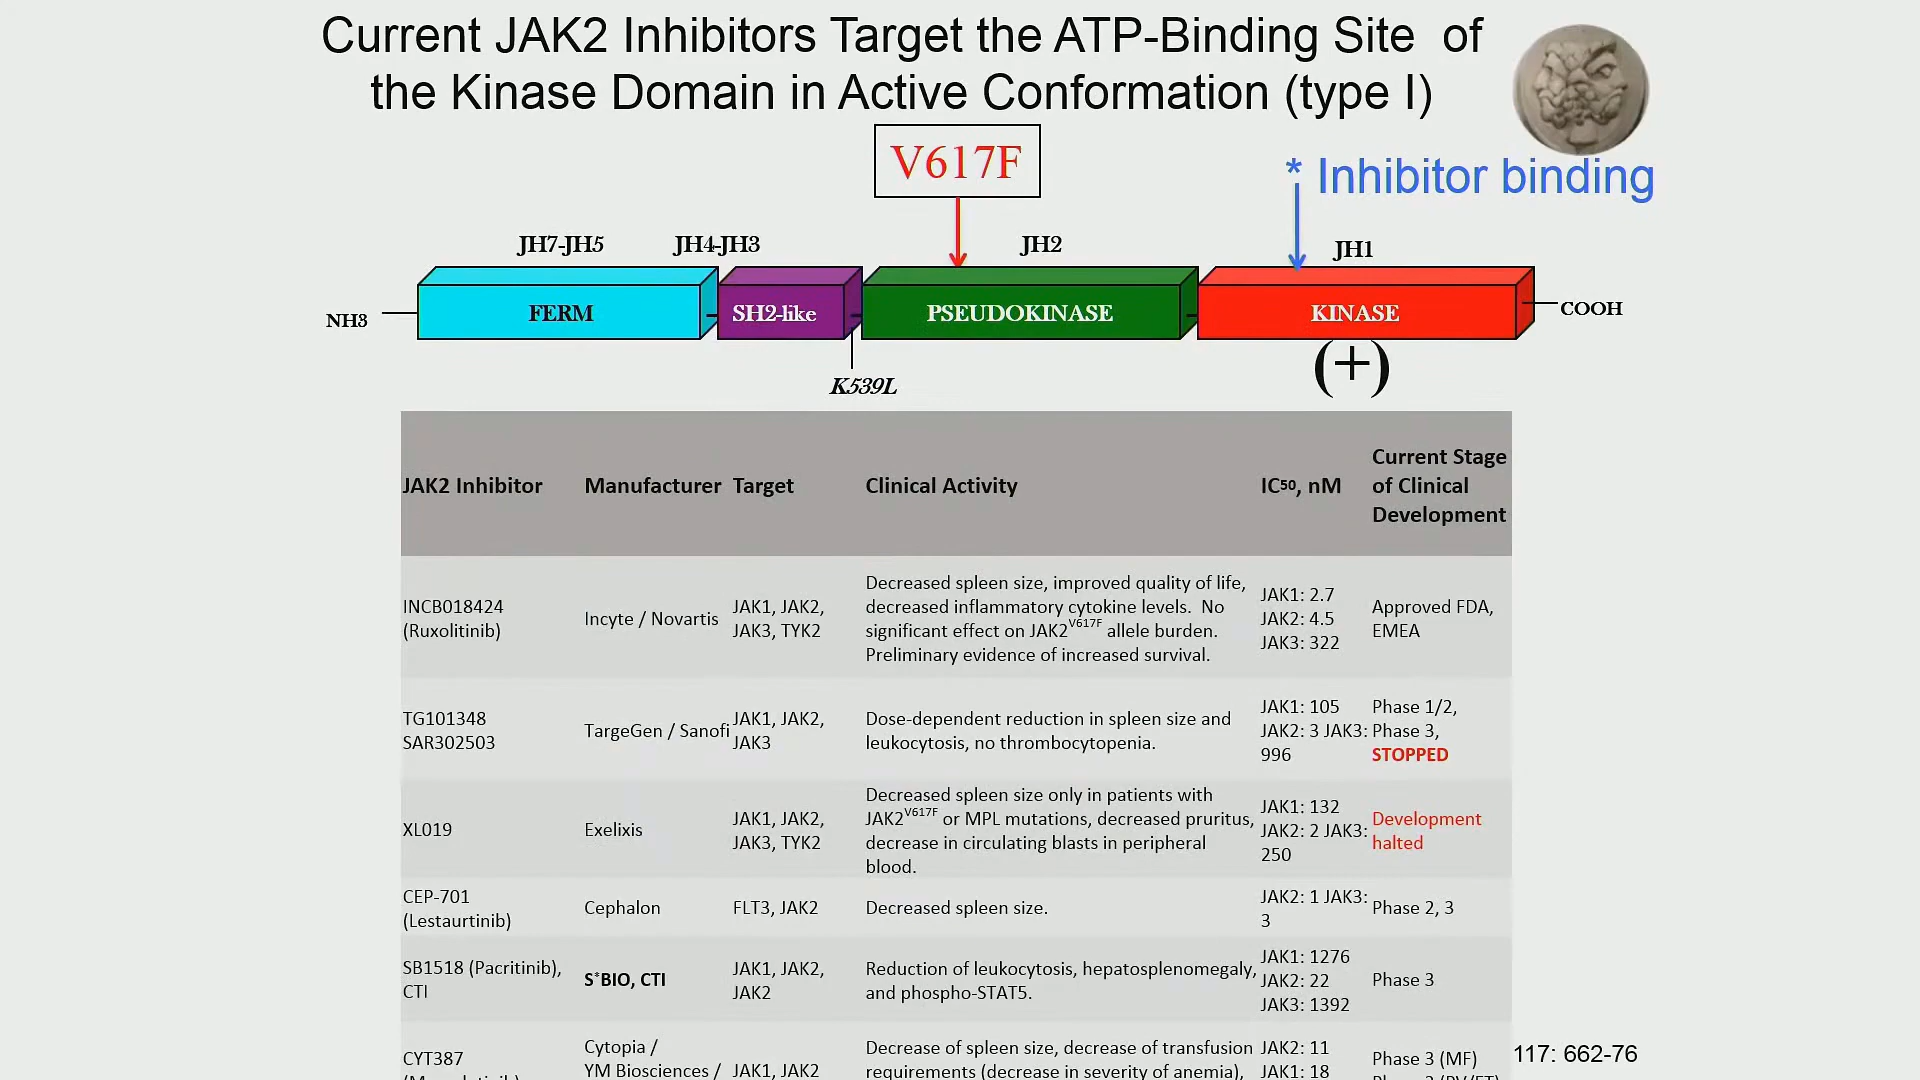 Current JAK2 Inhibitors Target the ATP-Binding Site of
the Kinase Domain in Active Conformation (type I)
V617F
* Inhibitor binding
JH7-JH5
JH4-JH3
JH2
JH1
NH3
FERM
SH2-like
PSEUDOKINASE
KINASE
COOH
(+)
K539L
JAK2 Inhibitor
Manufacturer
Target
Clinical Activity
IC50, nM
Current Stage
of Clinical
Development
INCB018424
(Ruxolitinib)
Incyte / Novartis
JAK1, JAK2,
JAK3, TYK2
Decreased spleen size, improved quality of life,
decreased inflammatory cytokine levels. No
significant effect on JAK2V617F allele burden.
Preliminary evidence of increased survival.
JAK1: 2.7
JAK2: 4.5
JAK3: 322
Approved FDA,
EMEA
TG101348
SAR302503
TargeGen / Sanofi
JAK1, JAK2,
JAK3
Dose-dependent reduction in spleen size and
leukocytosis, no thrombocytopenia.
JAK1: 105
JAK2: 3 JAK3:
996
Phase 1/2,
Phase 3,
STOPPED
XL019
Exelixis
JAK1, JAK2,
JAK3, TYK2
Decreased spleen size only in patients with
JAK2V617F or MPL mutations, decreased pruritus,
decrease in circulating blasts in peripheral
blood.
JAK1: 132
JAK2: 2 JAK3:
250
Development
halted
CEP-701
(Lestaurtinib)
Cephalon
FLT3, JAK2
Decreased spleen size.
JAK2: 1 JAK3:
3
Phase 2, 3
SB1518 (Pacritinib),
CTI
S*BIO, CTI
JAK1, JAK2,
JAK2
Reduction of leukocytosis, hepatosplenomegaly,
and phospho-STAT5.
JAK1: 1276
JAK2: 22
JAK3: 1392
Phase 3
CYT387
Cytopia /
YM Biosciences /
JAK1, JAK2
Decrease of spleen size, decrease of transfusion
requirements (decrease in severity of anemia),
JAK2: 11
JAK1: 18
Phase 3 (MF)
117: 662-76